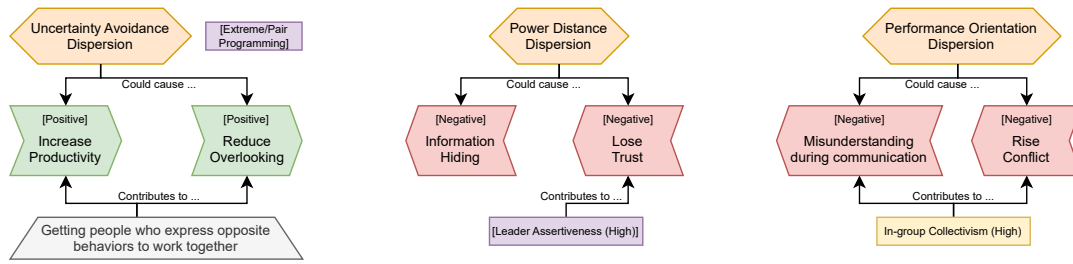 Uncertainty Avoidance
Dispersion
[Extreme/Pair
Programming]
Could cause ...
[Positive]
Increase
Productivity
[Positive]
Reduce
Overlooking
Contributes to ...
Getting people who express opposite
behaviors to work together
Power Distance
Dispersion
Could cause ...
[Negative]
Information
Hiding
[Negative]
Lose
Trust
Contributes to ...
[Leader Assertiveness (High)]
Performance Orientation
Dispersion
Could cause ...
[Negative]
Misunderstanding
during communication
[Negative]
Rise
Conflict
Contributes to ...
In-group Collectivism (High)